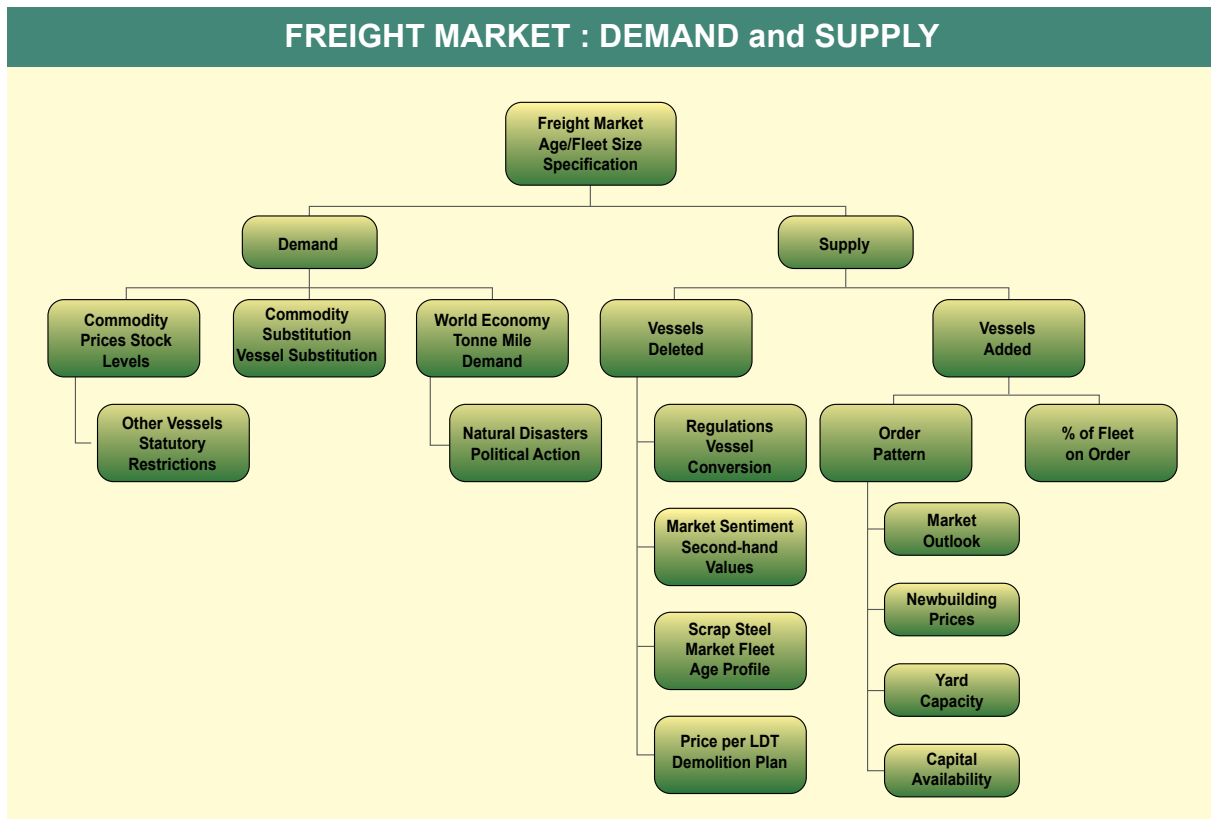 FREIGHT MARKET : DEMAND and SUPPLY
Freight Market
Age/Fleet Size
Specification
Demand
Supply
Commodity
Prices Stock
Levels
Commodity
Substitution
Vessel Substitution
World Economy
Tonne Mile
Demand
Vessels
Deleted
Vessels
Added
Other Vessels
Statutory
Restrictions
Natural Disasters
Political Action
Regulations
Vessel
Conversion
Order
Pattern
% of Fleet
on Order
Market Sentiment
Second-hand
Values
Market
Outlook
Newbuilding
Prices
Scrap Steel
Market Fleet
Age Profile
Yard
Capacity
Price per LDT
Demolition Plan
Capital
Availability